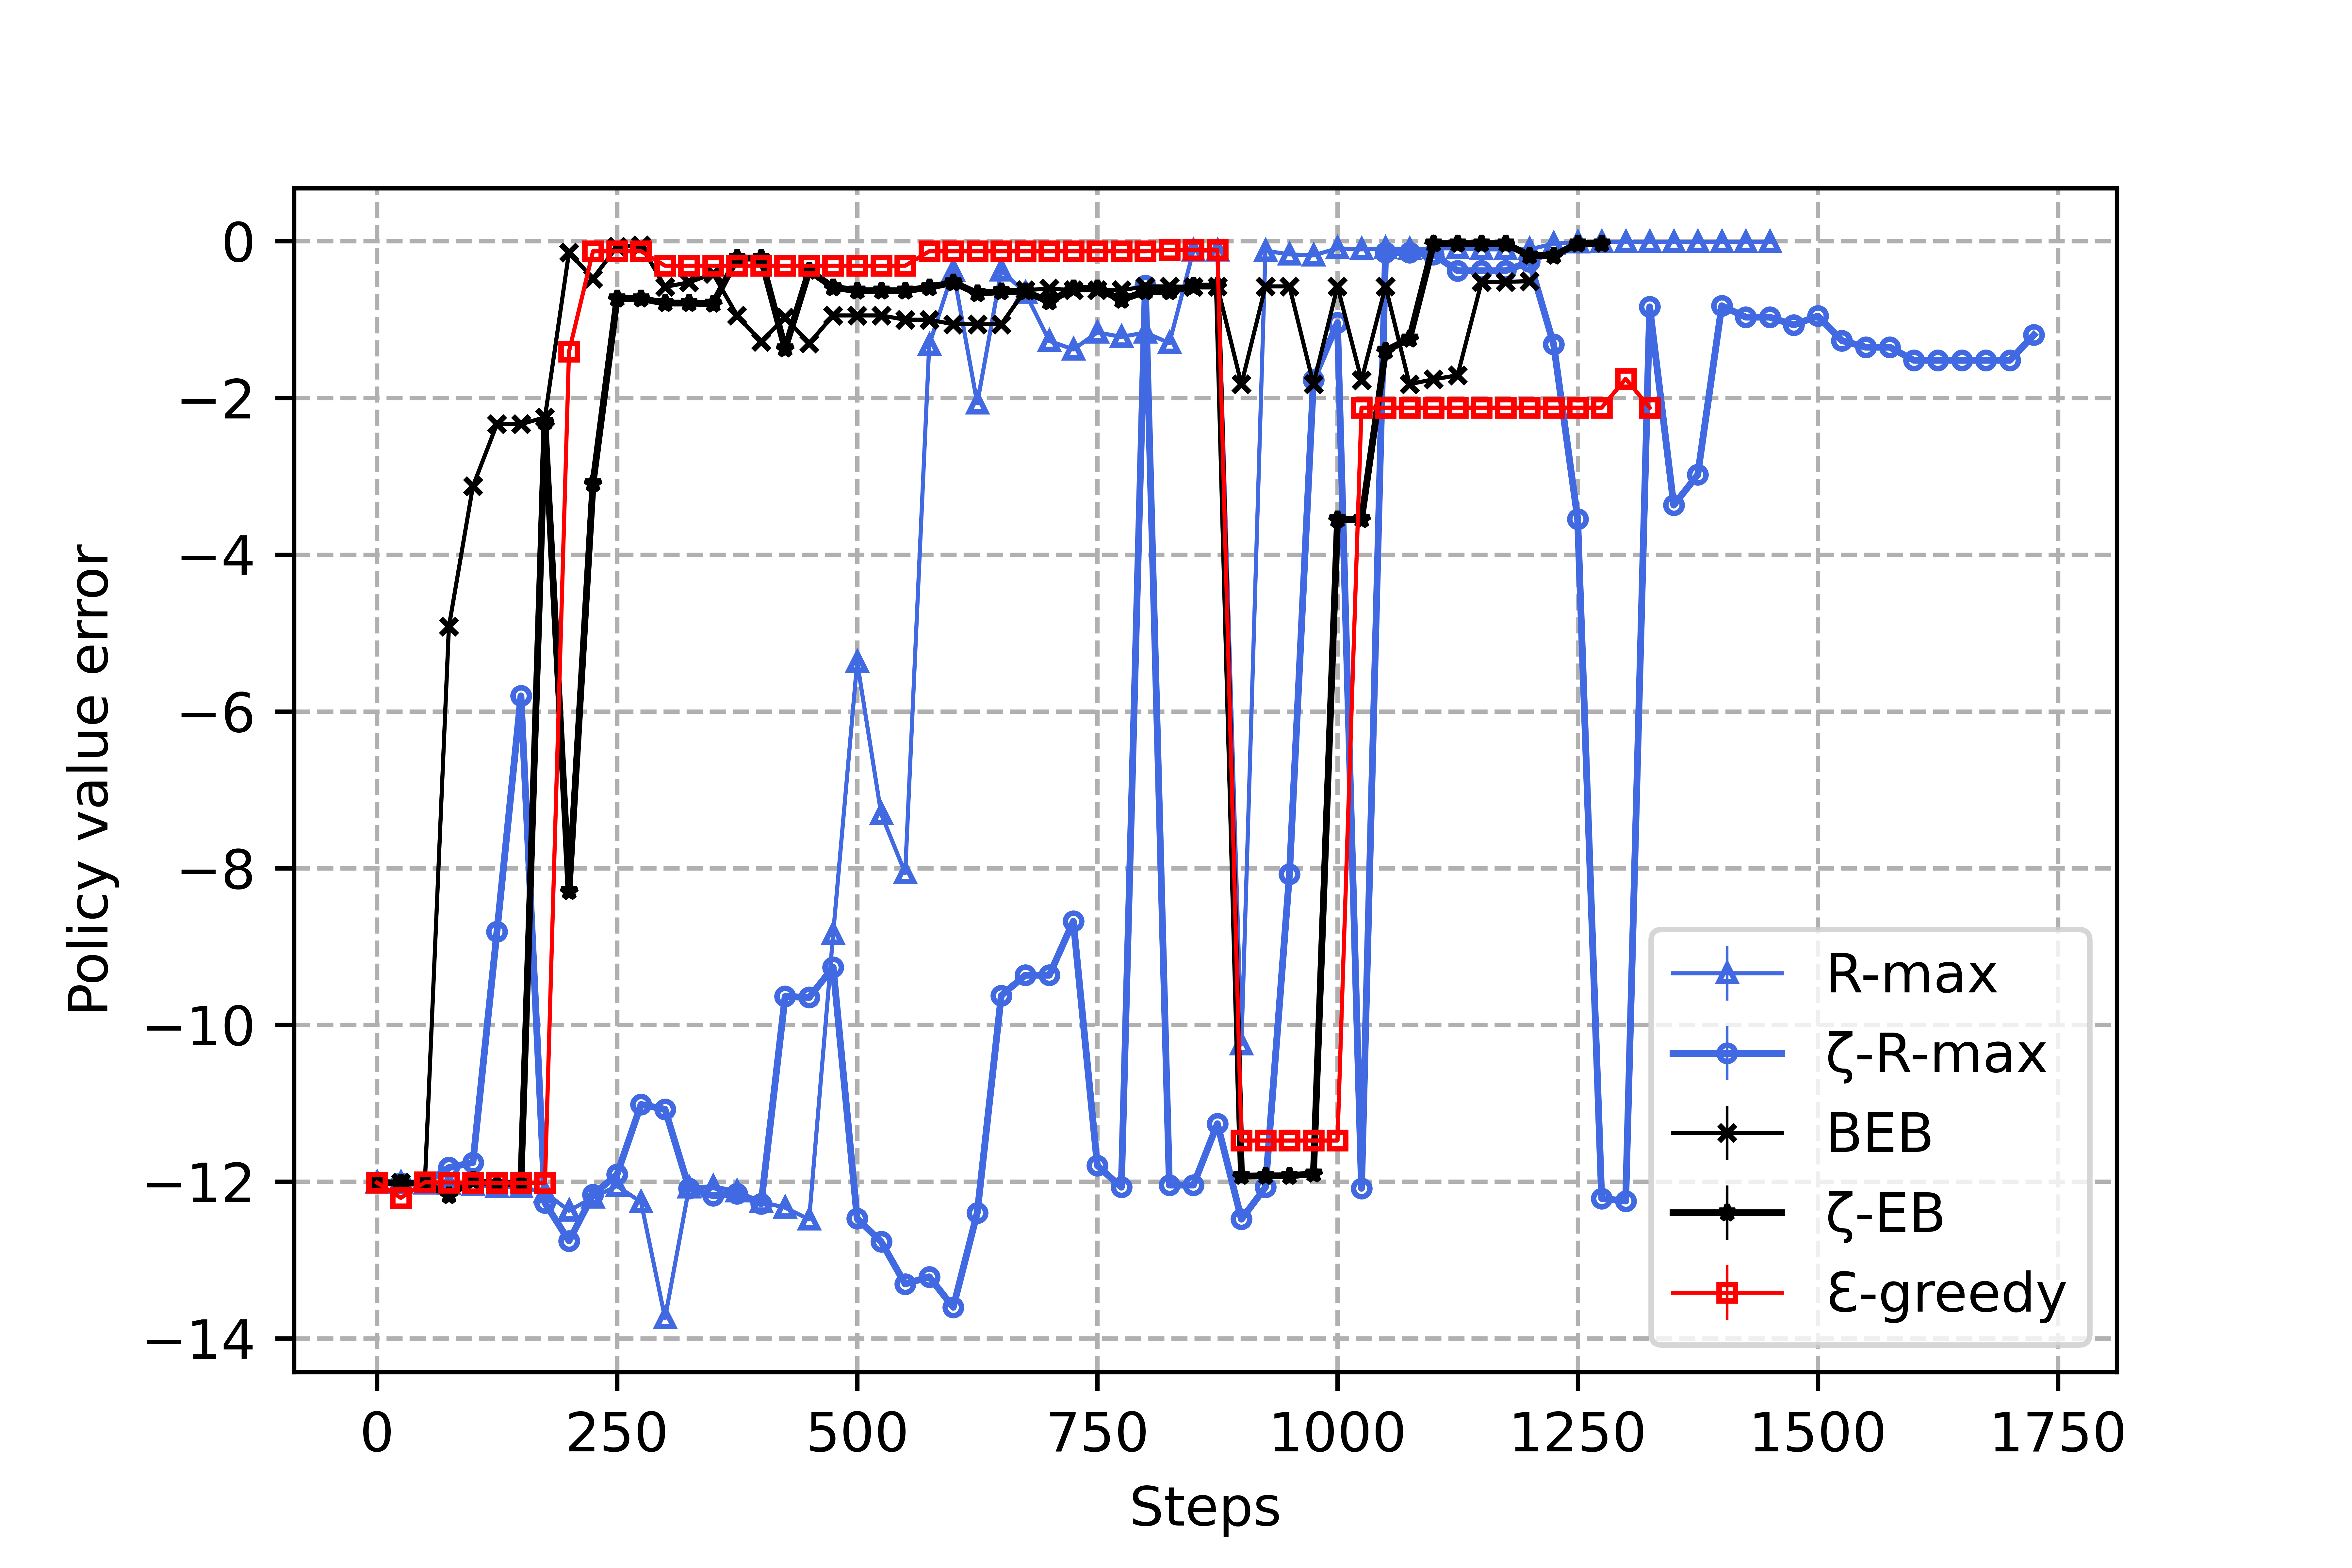 0
−2
−4
−6
−8
−10
−12
−14
Policy value error
0 250 500 750 1000 1250 1500 1750
Steps
R-max
ζ-R-max
BEB
ζ-EB
Ɛ-greedy